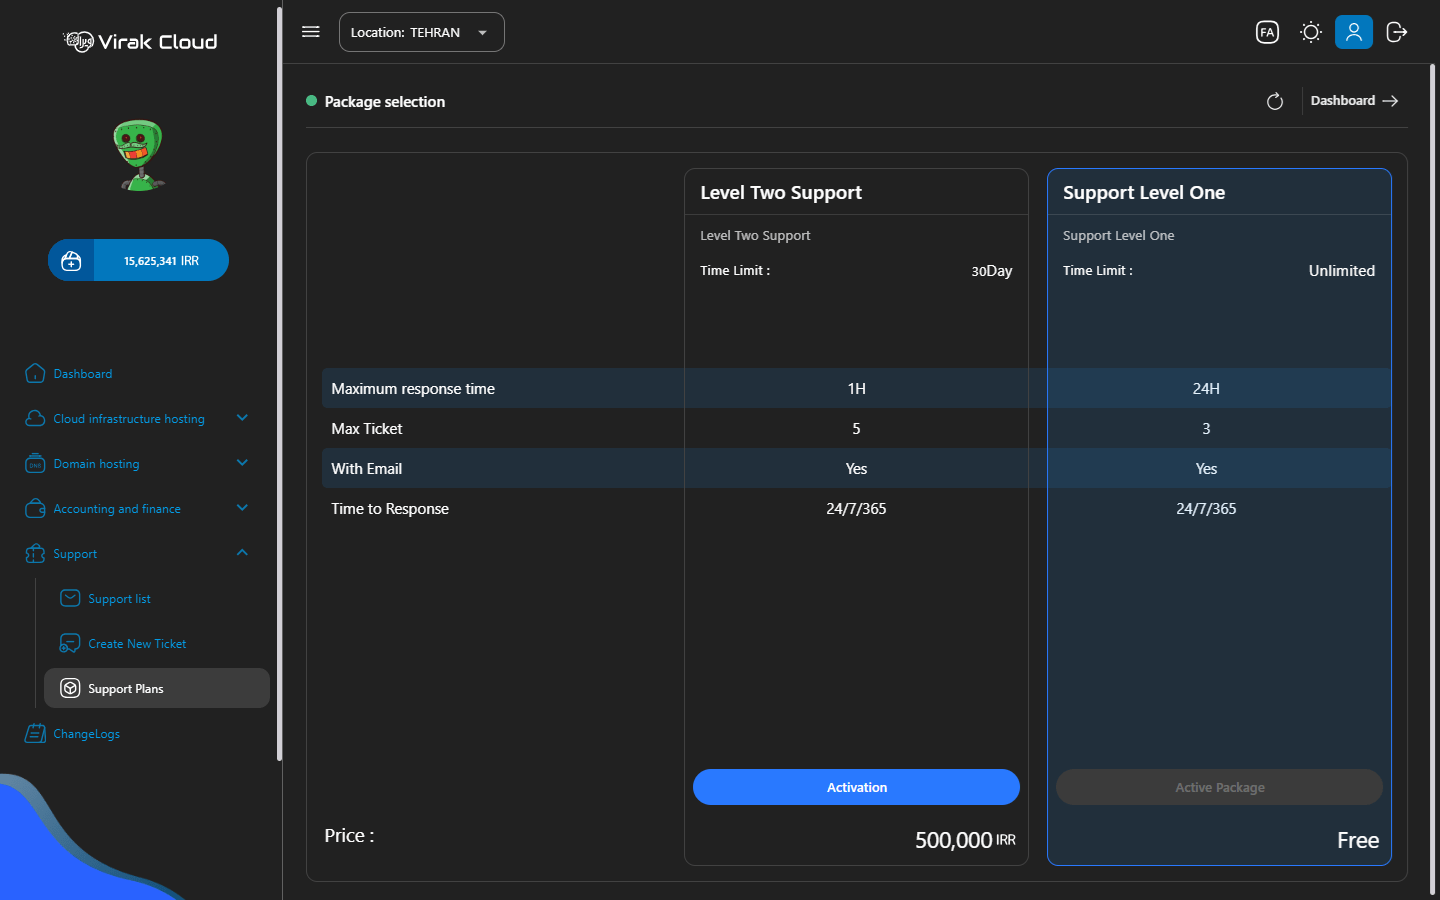 Virak Cloud
15,625,341 IRR
Dashboard
Cloud infrastructure hosting
Domain hosting
Accounting and finance
Support
Support list
Create New Ticket
Support Plans
ChangeLogs
Location: TEHRAN
FA
Package selection
Dashboard
Level Two Support
Level Two Support
Time Limit :
30Day
Support Level One
Support Level One
Time Limit :
Unlimited
Maximum response time 1H 24H
Max Ticket 5 3
With Email Yes Yes
Time to Response 24/7/365 24/7/365
Activation
Active Package
Price :
500,000 IRR
Free